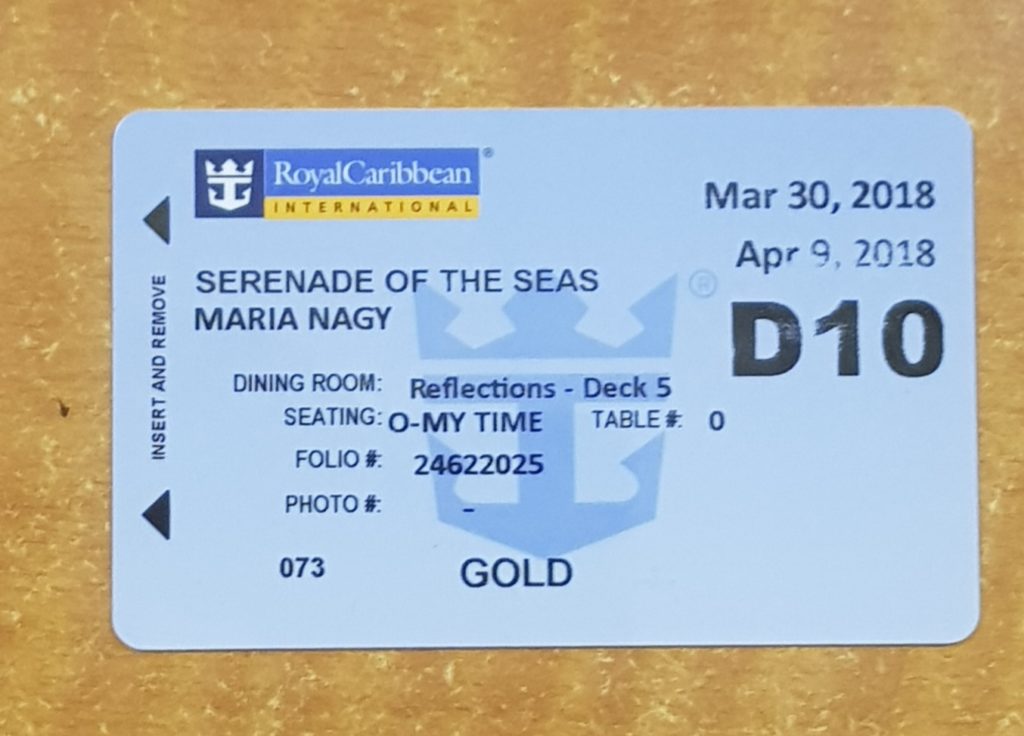 RoyalCaribbean®
INTERNATIONAL
Mar 30, 2018
Apr 9, 2018
SERENADE OF THE SEAS
MARIA NAGY
D10
®
DINING ROOM: Reflections - Deck 5
SEATING: O-MY TIME TABLE #: 0
FOLIO #: 24622025
PHOTO #: -
073 GOLD
INSERT AND REMOVE